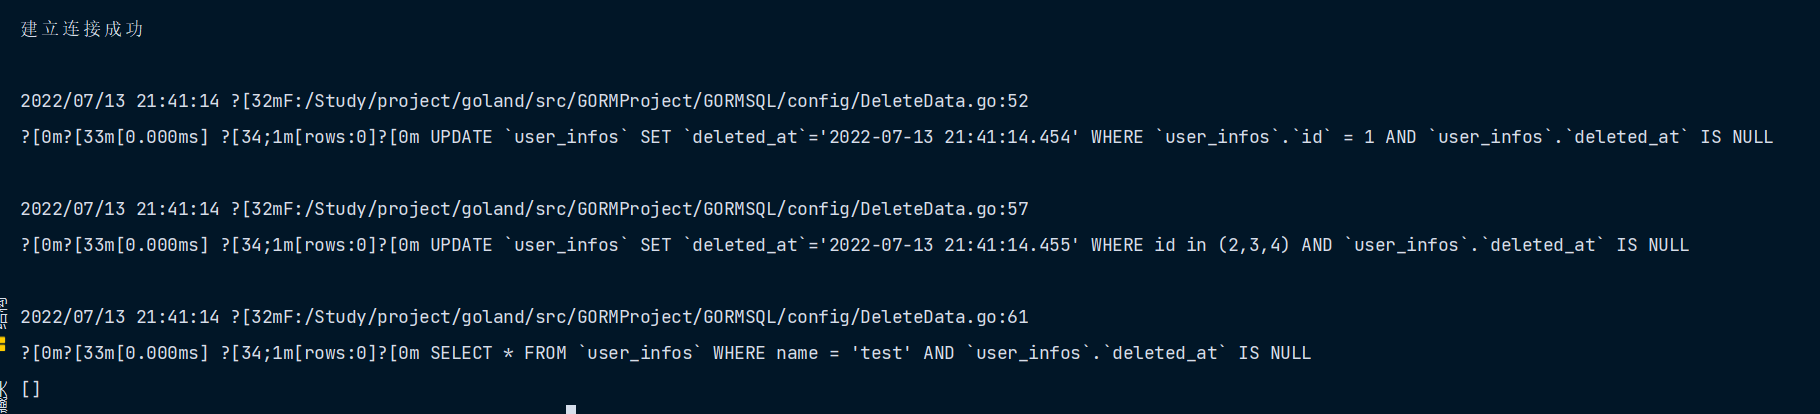 建立连接成功
2022/07/13 21:41:14 ?[32mF:/Study/project/goland/src/GORMProject/GORMSQL/config/DeleteData.go:52
?[0m?[33m[0.000ms] ?[34;1m[rows:0]?[0m UPDATE `user_infos` SET `deleted_at`='2022-07-13 21:41:14.454' WHERE `user_infos`.`id` = 1 AND `user_infos`.`deleted_at` IS NULL
2022/07/13 21:41:14 ?[32mF:/Study/project/goland/src/GORMProject/GORMSQL/config/DeleteData.go:57
?[0m?[33m[0.000ms] ?[34;1m[rows:0]?[0m UPDATE `user_infos` SET `deleted_at`='2022-07-13 21:41:14.455' WHERE id in (2,3,4) AND `user_infos`.`deleted_at` IS NULL
2022/07/13 21:41:14 ?[32mF:/Study/project/goland/src/GORMProject/GORMSQL/config/DeleteData.go:61
?[0m?[33m[0.000ms] ?[34;1m[rows:0]?[0m SELECT * FROM `user_infos` WHERE name = 'test' AND `user_infos`.`deleted_at` IS NULL
[]